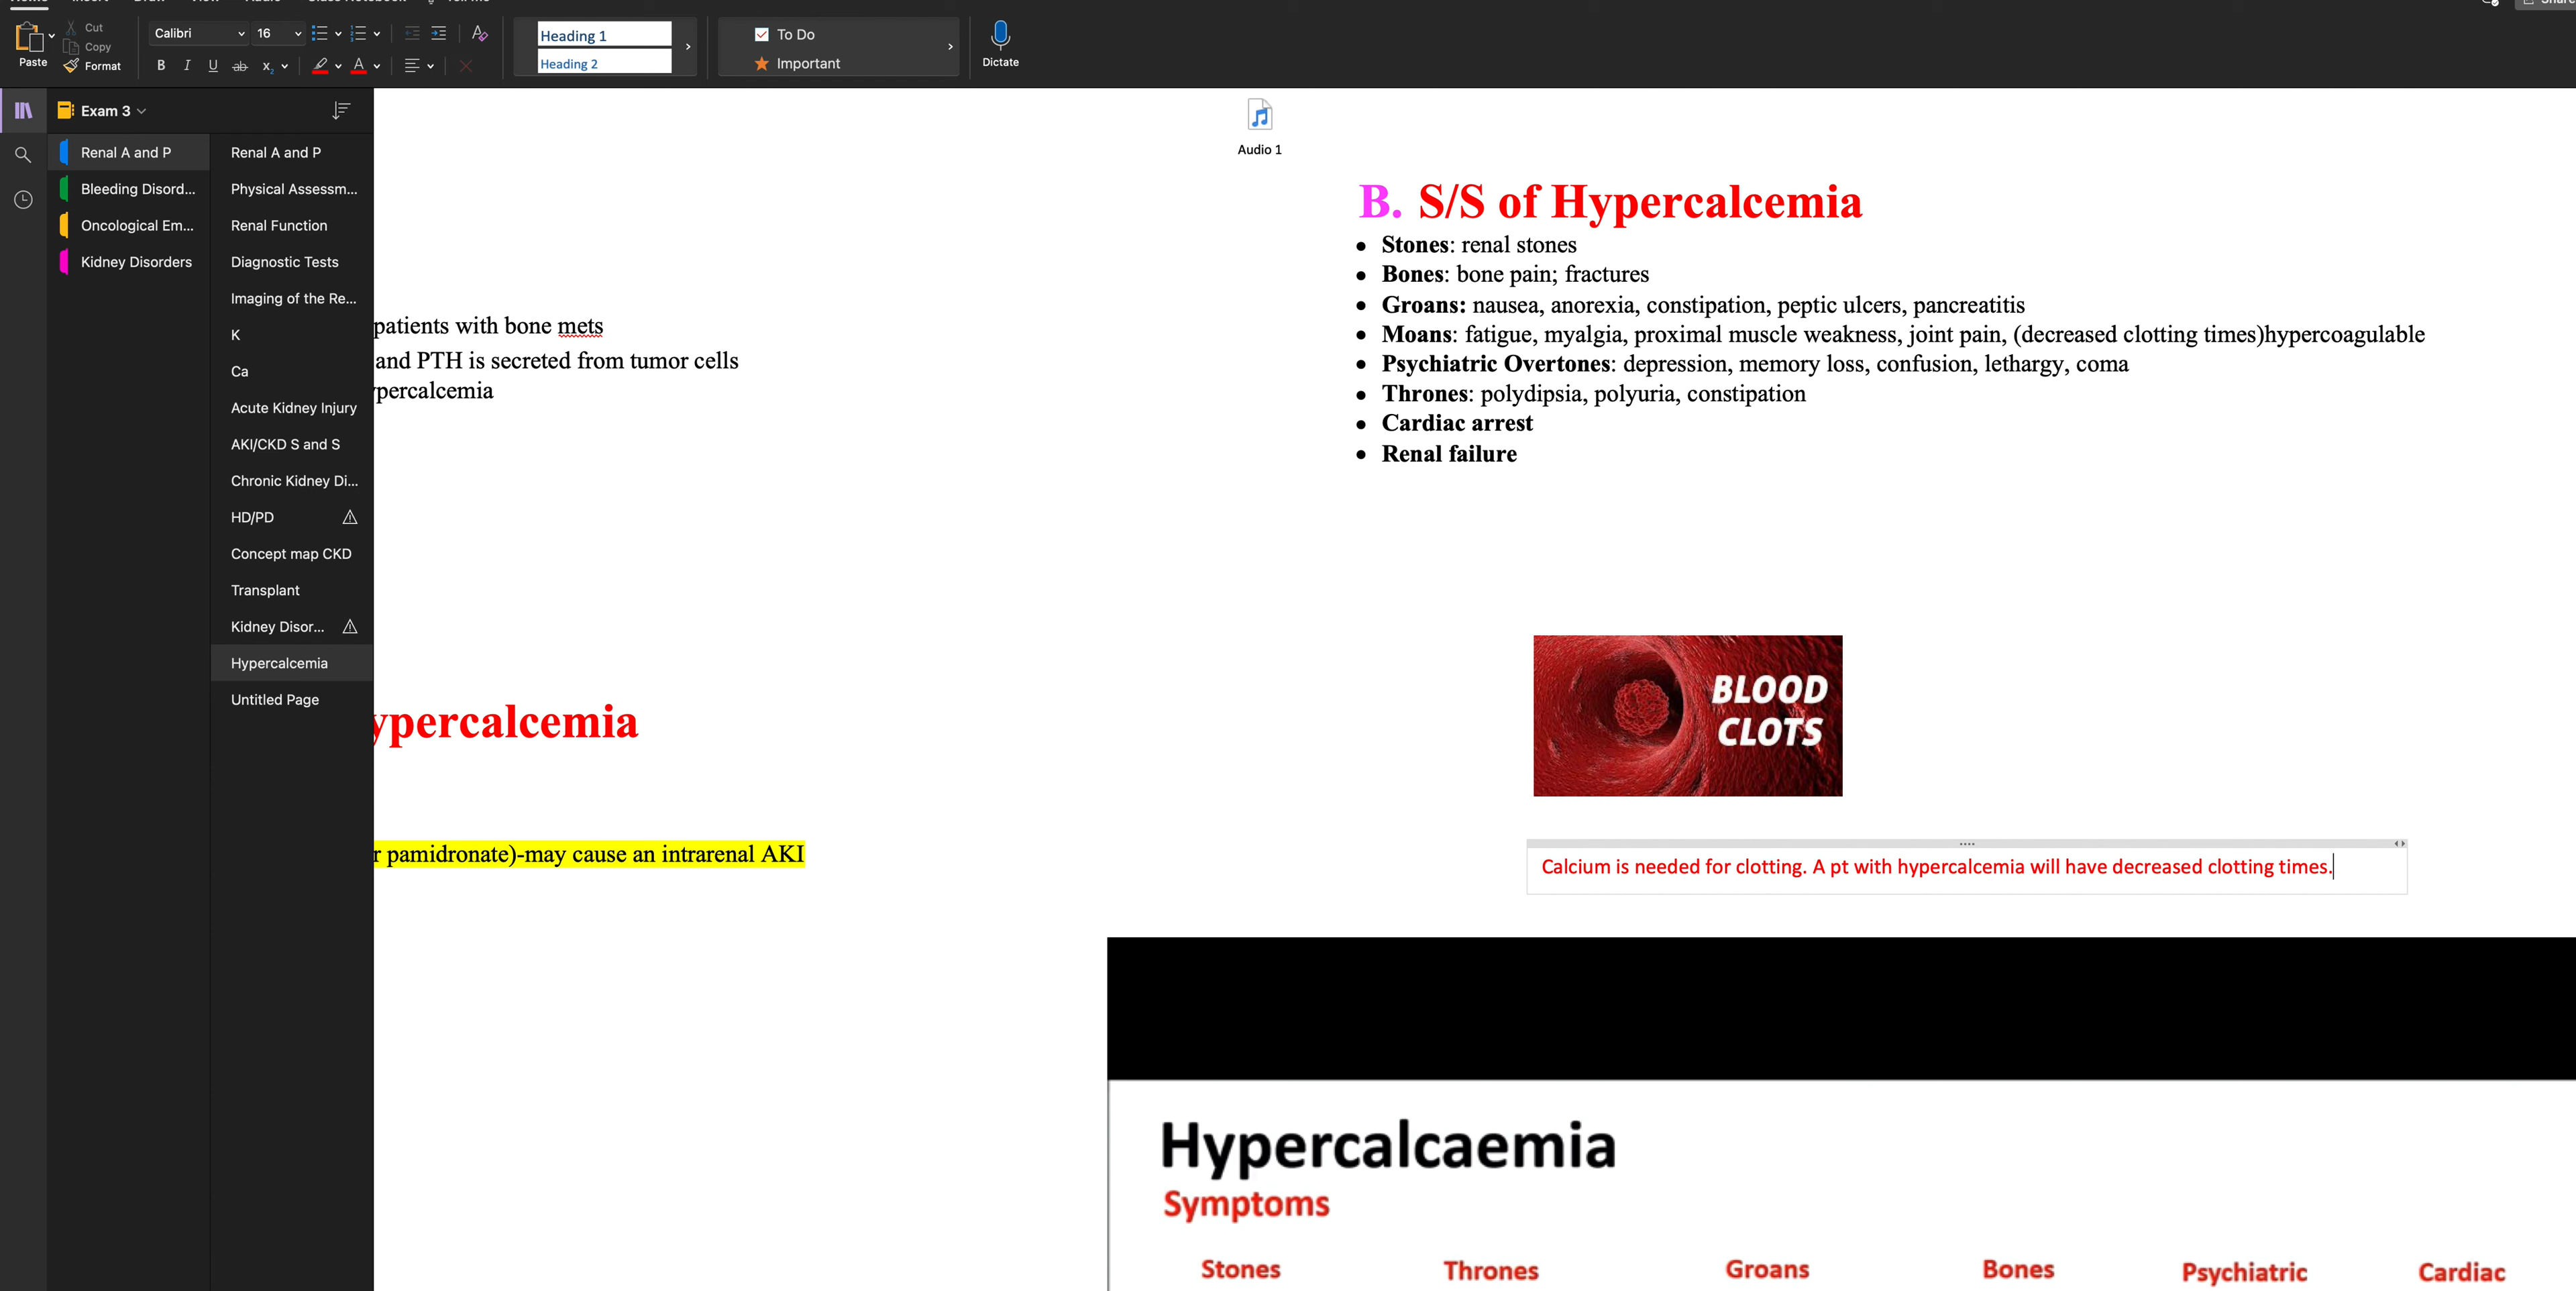 Cut
Copy
Paste
Format
Calibri
16
B I U ab x₂
A
Heading 1
Heading 2
To Do
Important
Dictate
Exam 3
Renal A and P
Bleeding Disord...
Oncological Em...
Kidney Disorders
Renal A and P
Physical Assessm...
Renal Function
Diagnostic Tests
Imaging of the Re...
K
Ca
Acute Kidney Injury
AKI/CKD S and S
Chronic Kidney Di...
HD/PD
Concept map CKD
Transplant
Kidney Disor...
Hypercalcemia
Untitled Page
patients with bone mets
and PTH is secreted from tumor cells
ypercalcemia
ypercalcemia
r pamidronate)-may cause an intrarenal AKI
Audio 1
B. S/S of Hypercalcemia
• Stones: renal stones
• Bones: bone pain; fractures
• Groans: nausea, anorexia, constipation, peptic ulcers, pancreatitis
• Moans: fatigue, myalgia, proximal muscle weakness, joint pain, (decreased clotting times)hypercoagulable
• Psychiatric Overtones: depression, memory loss, confusion, lethargy, coma
• Thrones: polydipsia, polyuria, constipation
• Cardiac arrest
• Renal failure
BLOOD
CLOTS
Calcium is needed for clotting. A pt with hypercalcemia will have decreased clotting times.
Hypercalcaemia
Symptoms
Stones Thrones Groans Bones Psychiatric Cardiac